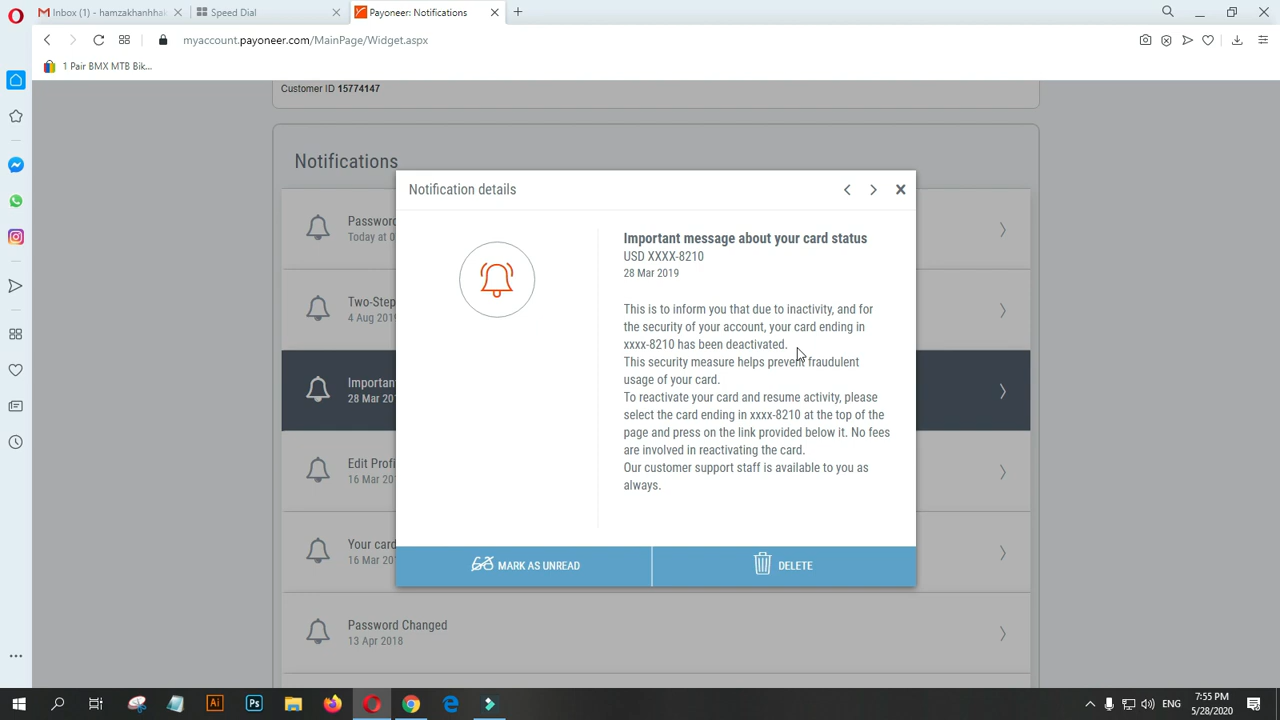 Inbox (1) - hamzakhanhhal
Speed Dial
Payoneer: Notifications
myaccount.payoneer.com/MainPage/Widget.aspx
1 Pair BMX MTB Bik...
Customer ID 15774147
Notifications
Notification details
Password
Today at 0
Two-Step
4 Aug 2019
Important
28 Mar 20
Edit Profi
16 Mar 20
Your card
16 Mar 20
Password Changed
13 Apr 2018
Important message about your card status
USD XXXX-8210
28 Mar 2019
This is to inform you that due to inactivity, and for
the security of your account, your card ending in
xxxx-8210 has been deactivated.
This security measure helps prevent fraudulent
usage of your card.
To reactivate your card and resume activity, please
select the card ending in xxxx-8210 at the top of the
page and press on the link provided below it. No fees
are involved in reactivating the card.
Our customer support staff is available to you as
always.
MARK AS UNREAD
DELETE
Ai
Ps
ENG
7:55 PM
5/28/2020